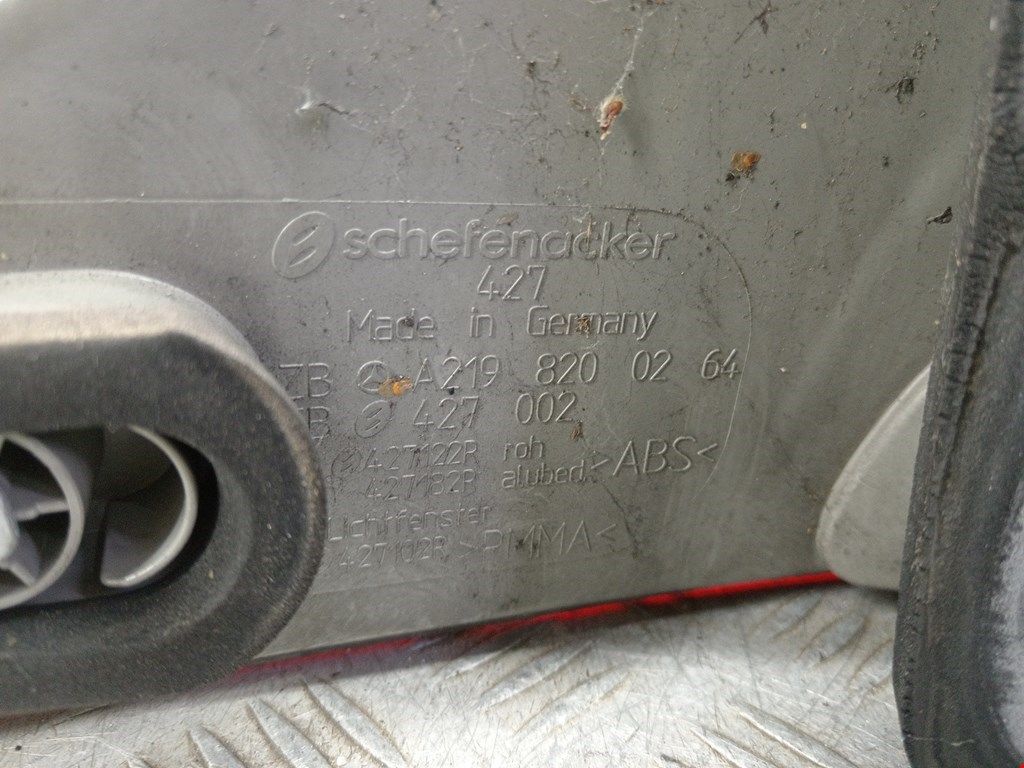 schefenacker
427
Made in Germany
ZB A219 820 02 64
427 002
427122R roh
427182R alubed. >ABS<
Lichtfenster
427102R >PMMA<